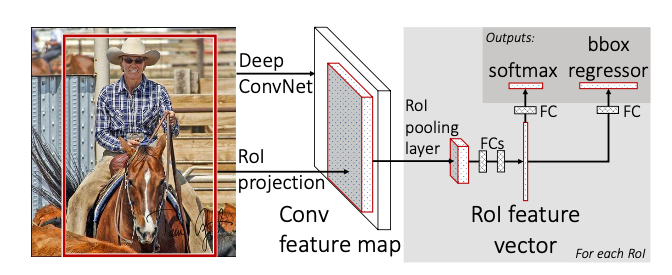 Outputs:
bbox
softmax
regressor
Deep
ConvNet
FC
FC
RoI
pooling
layer
FCs
RoI
projection
Conv
feature map
RoI feature
vector
For each RoI